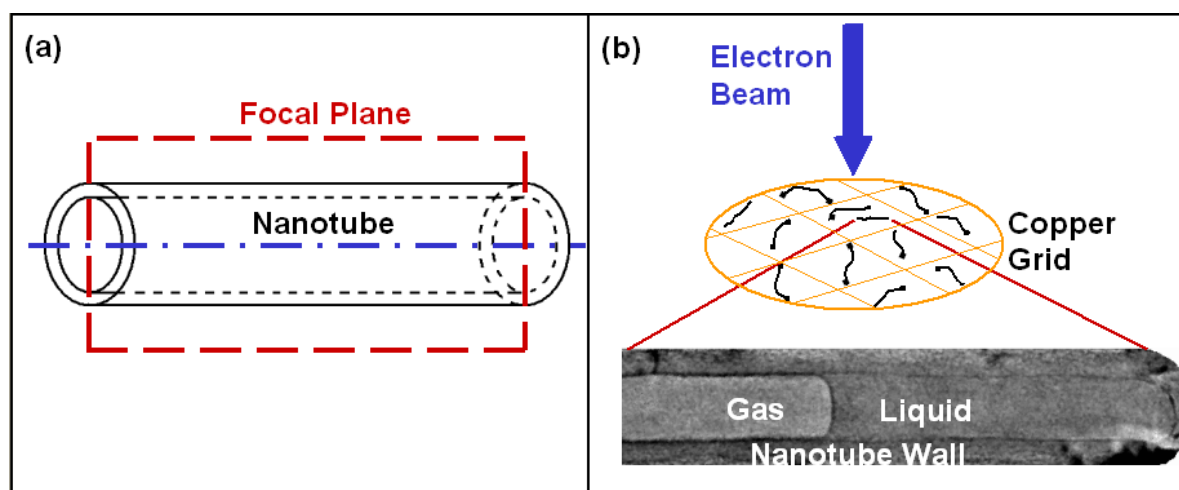 (a)
Focal Plane
Nanotube
(b)
Electron
Beam
Copper
Grid
Gas
Liquid
Nanotube Wall